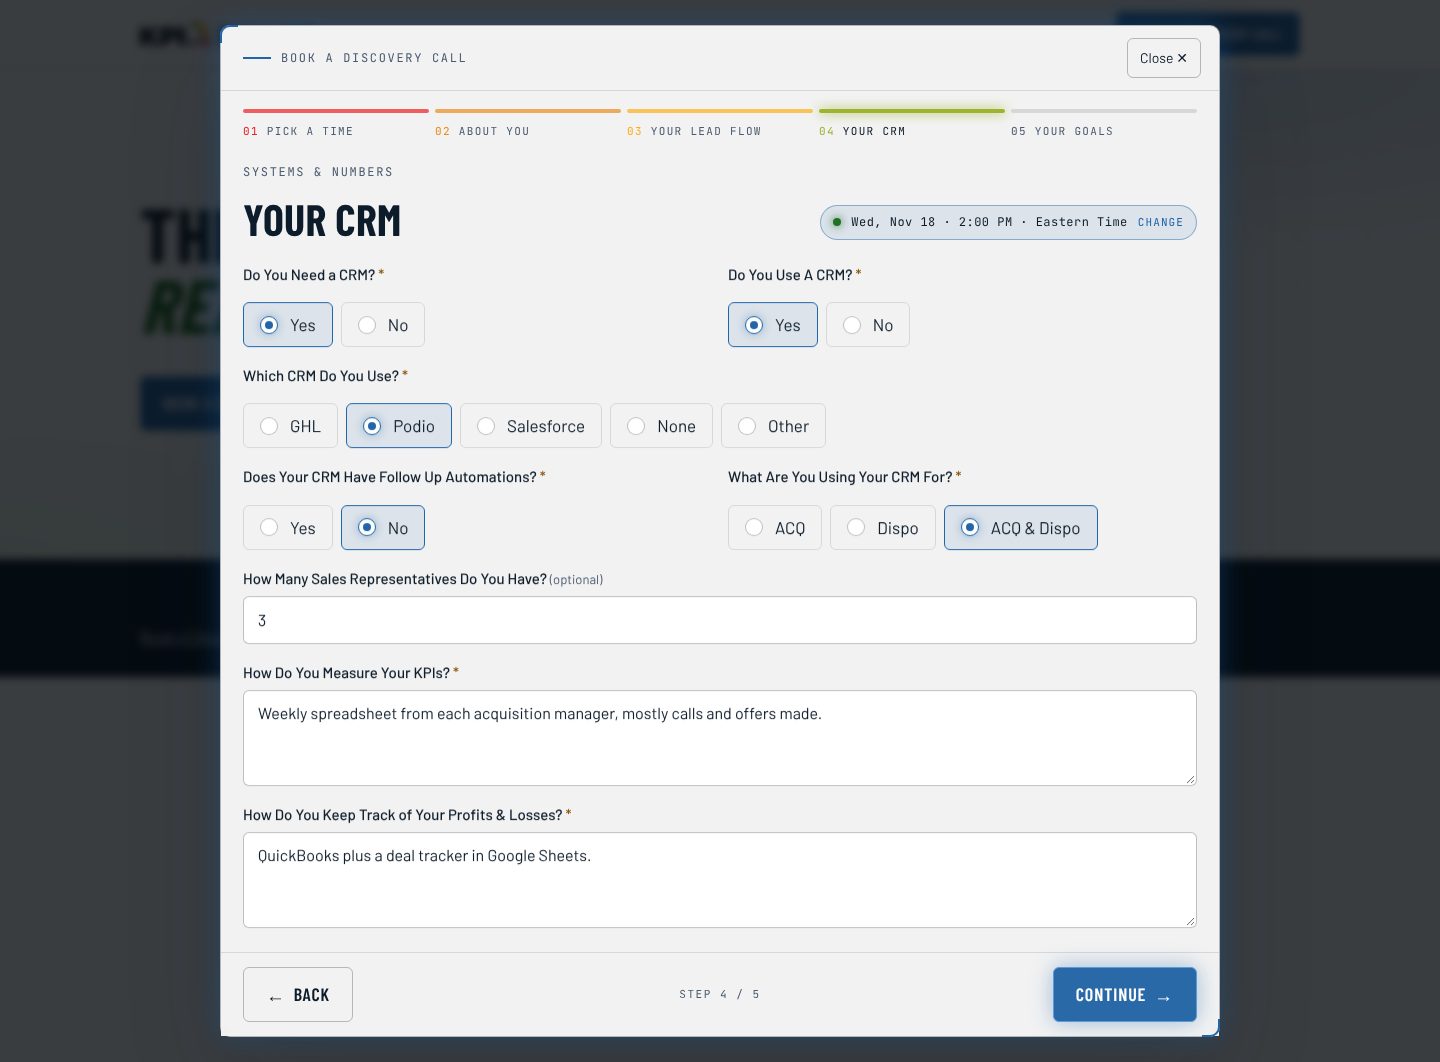 BOOK A DISCOVERY CALL
Close ✕
01 PICK A TIME
02 ABOUT YOU
03 YOUR LEAD FLOW
04 YOUR CRM
05 YOUR GOALS
SYSTEMS & NUMBERS
YOUR CRM
Wed, Nov 18 · 2:00 PM · Eastern Time CHANGE
Do You Need a CRM? *
Yes
No
Do You Use A CRM? *
Yes
No
Which CRM Do You Use? *
GHL
Podio
Salesforce
None
Other
Does Your CRM Have Follow Up Automations? *
Yes
No
What Are You Using Your CRM For? *
ACQ
Dispo
ACQ & Dispo
How Many Sales Representatives Do You Have? (optional)
3
How Do You Measure Your KPIs? *
Weekly spreadsheet from each acquisition manager, mostly calls and offers made.
How Do You Keep Track of Your Profits & Losses? *
QuickBooks plus a deal tracker in Google Sheets.
← BACK
STEP 4 / 5
CONTINUE →